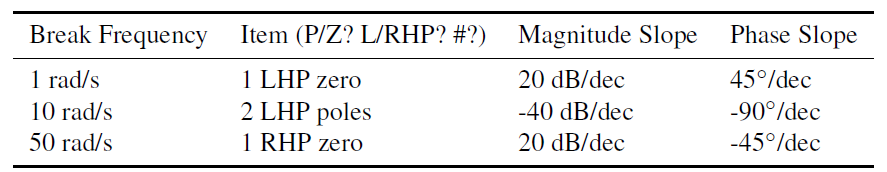 Break Frequency Item (P/Z? L/RHP? #?) Magnitude Slope Phase Slope
1 rad/s 1 LHP zero 20 dB/dec 45°/dec
10 rad/s 2 LHP poles -40 dB/dec -90°/dec
50 rad/s 1 RHP zero 20 dB/dec -45°/dec